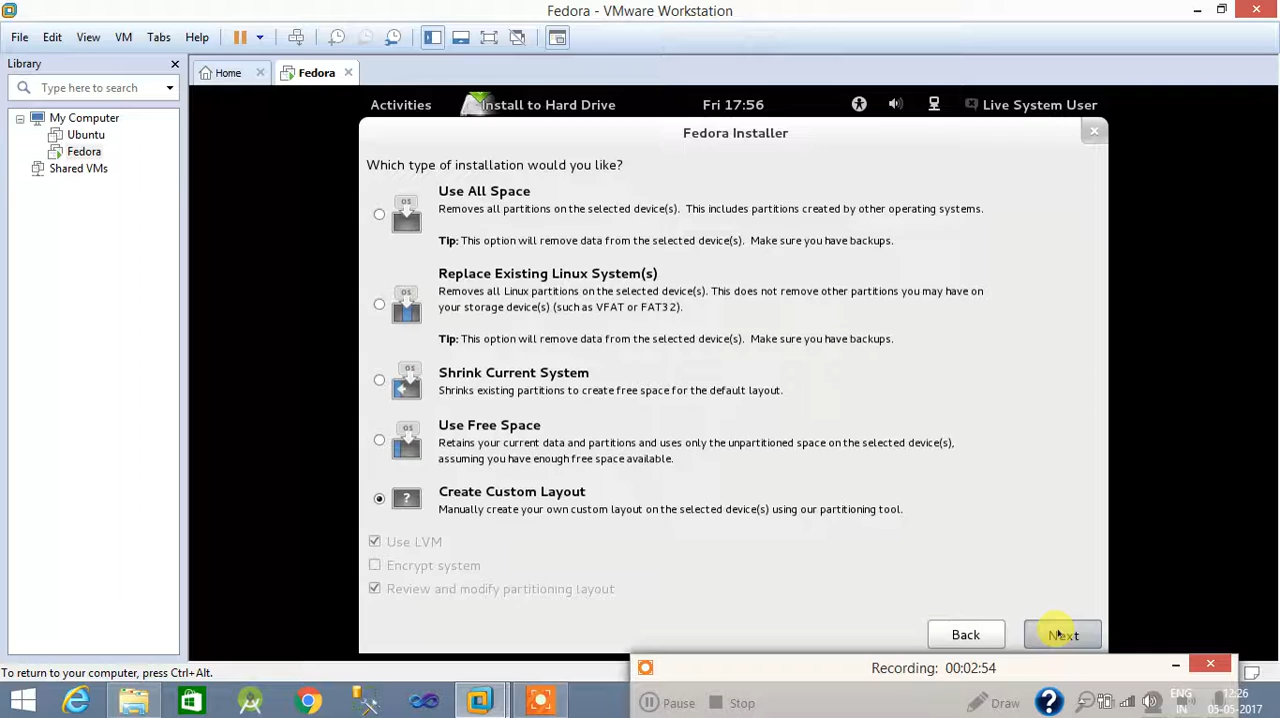 Fedora - VMware Workstation
File Edit View VM Tabs Help
Library
Home
Fedora
Type here to search
My Computer
Ubuntu
Fedora
Shared VMs
Activities
Install to Hard Drive
Fri 17:56
Live System User
Fedora Installer
Which type of installation would you like?
Use All Space
Removes all partitions on the selected device(s). This includes partitions created by other operating systems.
Tip: This option will remove data from the selected device(s). Make sure you have backups.
Replace Existing Linux System(s)
Removes all Linux partitions on the selected device(s). This does not remove other partitions you may have on
your storage device(s) (such as VFAT or FAT32).
Tip: This option will remove data from the selected device(s). Make sure you have backups.
Shrink Current System
Shrinks existing partitions to create free space for the default layout.
Use Free Space
Retains your current data and partitions and uses only the unpartitioned space on the selected device(s),
assuming you have enough free space available.
Create Custom Layout
Manually create your own custom layout on the selected device(s) using our partitioning tool.
Use LVM
Encrypt system
Review and modify partitioning layout
Back
Next
To return to your computer, press Ctrl+Alt.
Recording: 00:02:54
Pause
Stop
Draw
ENG
IN
12:26
05-05-2017